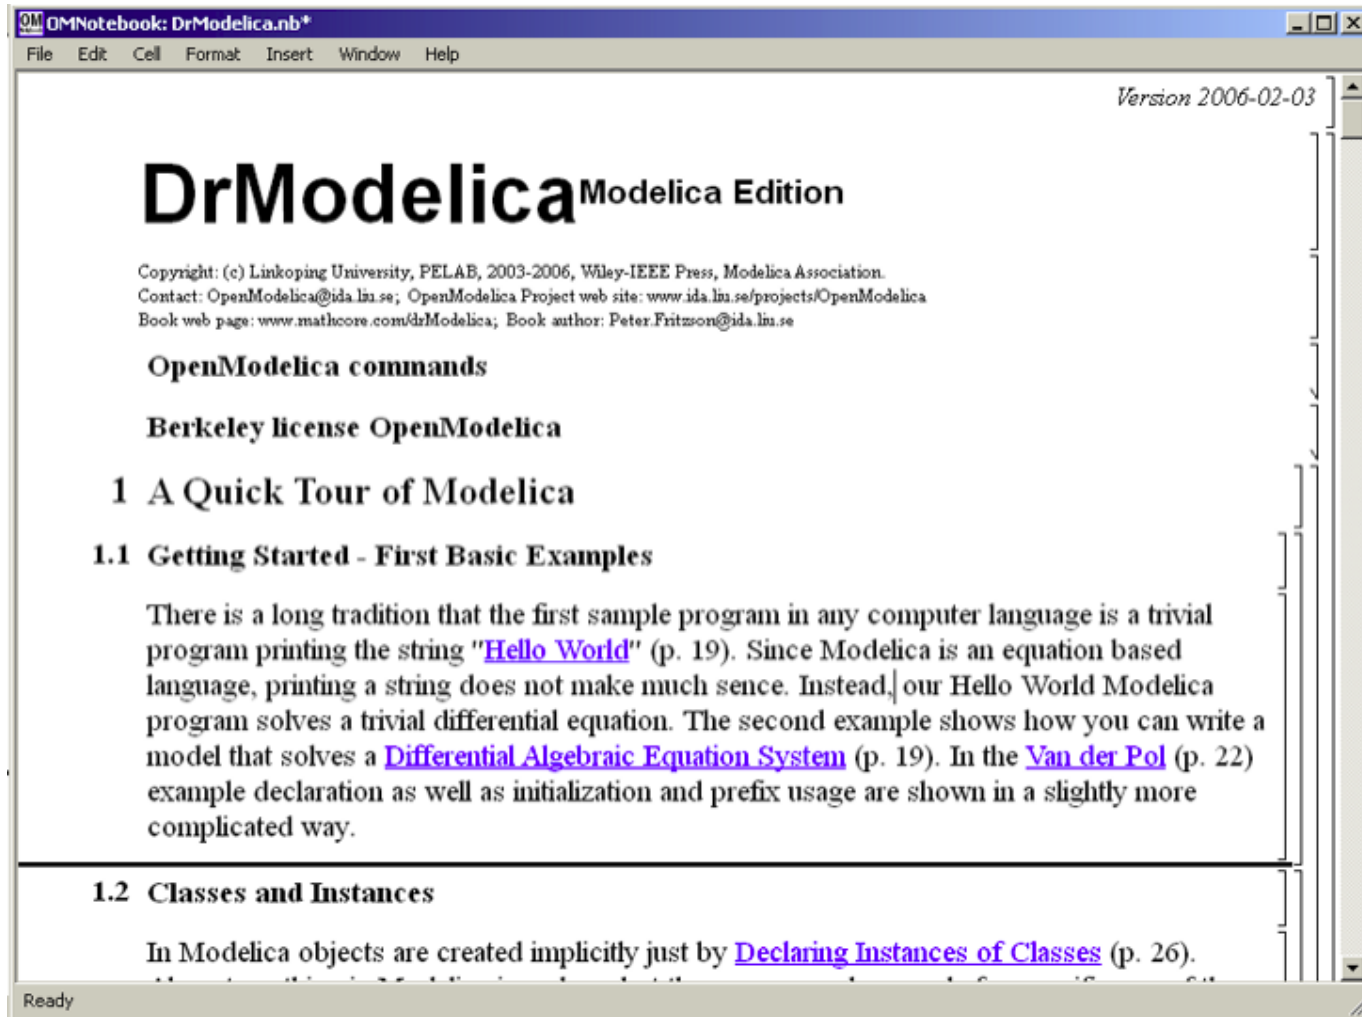 OMNotebook: DrModelica.nb*
File Edit Cell Format Insert Window Help
Version 2006-02-03
DrModelica Modelica Edition
Copyright: (c) Linkoping University, PELAB, 2003-2006, Wiley-IEEE Press, Modelica Association.
Contact: OpenModelica@ida.liu.se; OpenModelica Project web site: www.ida.liu.se/projects/OpenModelica
Book web page: www.mathcore.com/drModelica; Book author: Peter.Fritzson@ida.liu.se
OpenModelica commands
Berkeley license OpenModelica
1 A Quick Tour of Modelica
1.1 Getting Started - First Basic Examples
There is a long tradition that the first sample program in any computer language is a trivial
program printing the string "Hello World" (p. 19). Since Modelica is an equation based
language, printing a string does not make much sence. Instead, our Hello World Modelica
program solves a trivial differential equation. The second example shows how you can write a
model that solves a Differential Algebraic Equation System (p. 19). In the Van der Pol (p. 22)
example declaration as well as initialization and prefix usage are shown in a slightly more
complicated way.
1.2 Classes and Instances
In Modelica objects are created implicitly just by Declaring Instances of Classes (p. 26).
Ready